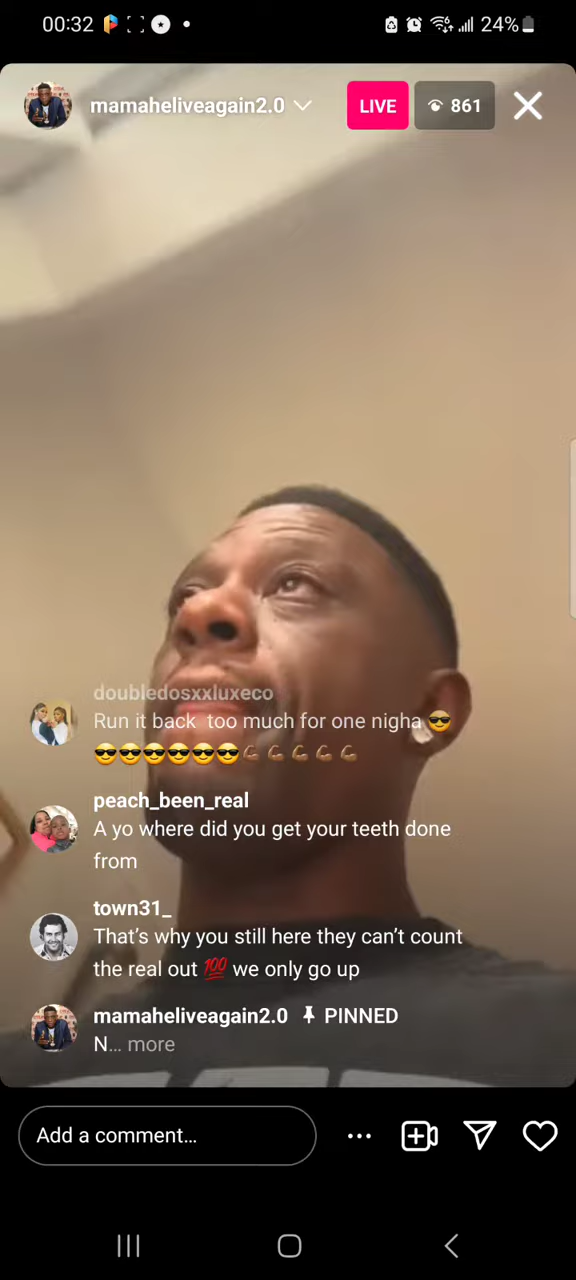 00:32
24%
mamaheliveagain2.0
LIVE
861
doubledosxxluxeco
Run it back too much for one nigha 😎
😎😎😎😎😎😎💪🏾💪🏾💪🏾💪🏾💪🏾
peach_been_real
A yo where did you get your teeth done
from
town31_
That's why you still here they can't count
the real out 💯 we only go up
mamaheliveagain2.0 PINNED
N... more
Add a comment...